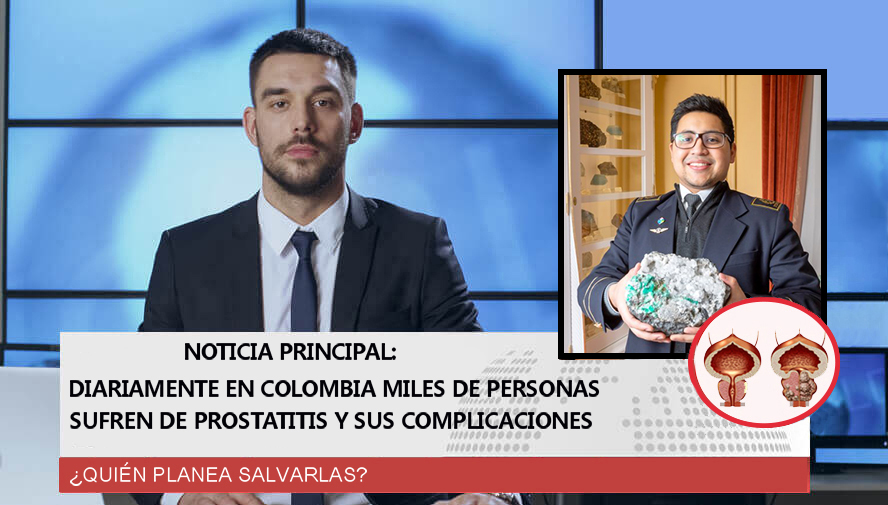 NOTICIA PRINCIPAL:
DIARIAMENTE EN COLOMBIA MILES DE PERSONAS
SUFREN DE PROSTATITIS Y SUS COMPLICACIONES
¿QUIÉN PLANEA SALVARLAS?